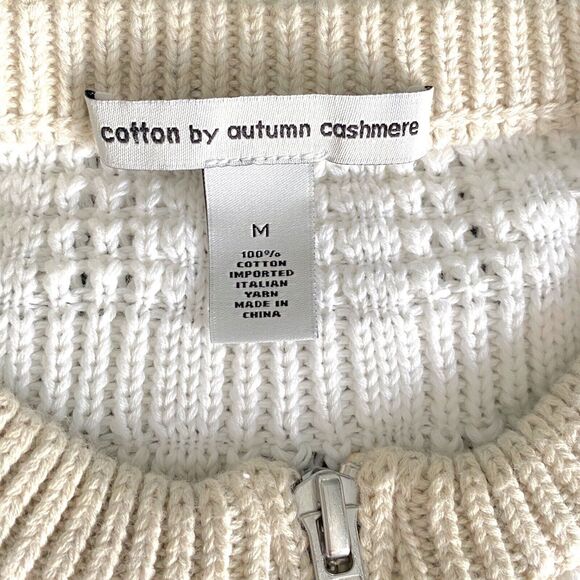 cotton by autumn cashmere
M
100%
COTTON
IMPORTED
ITALIAN
YARN
MADE IN
CHINA